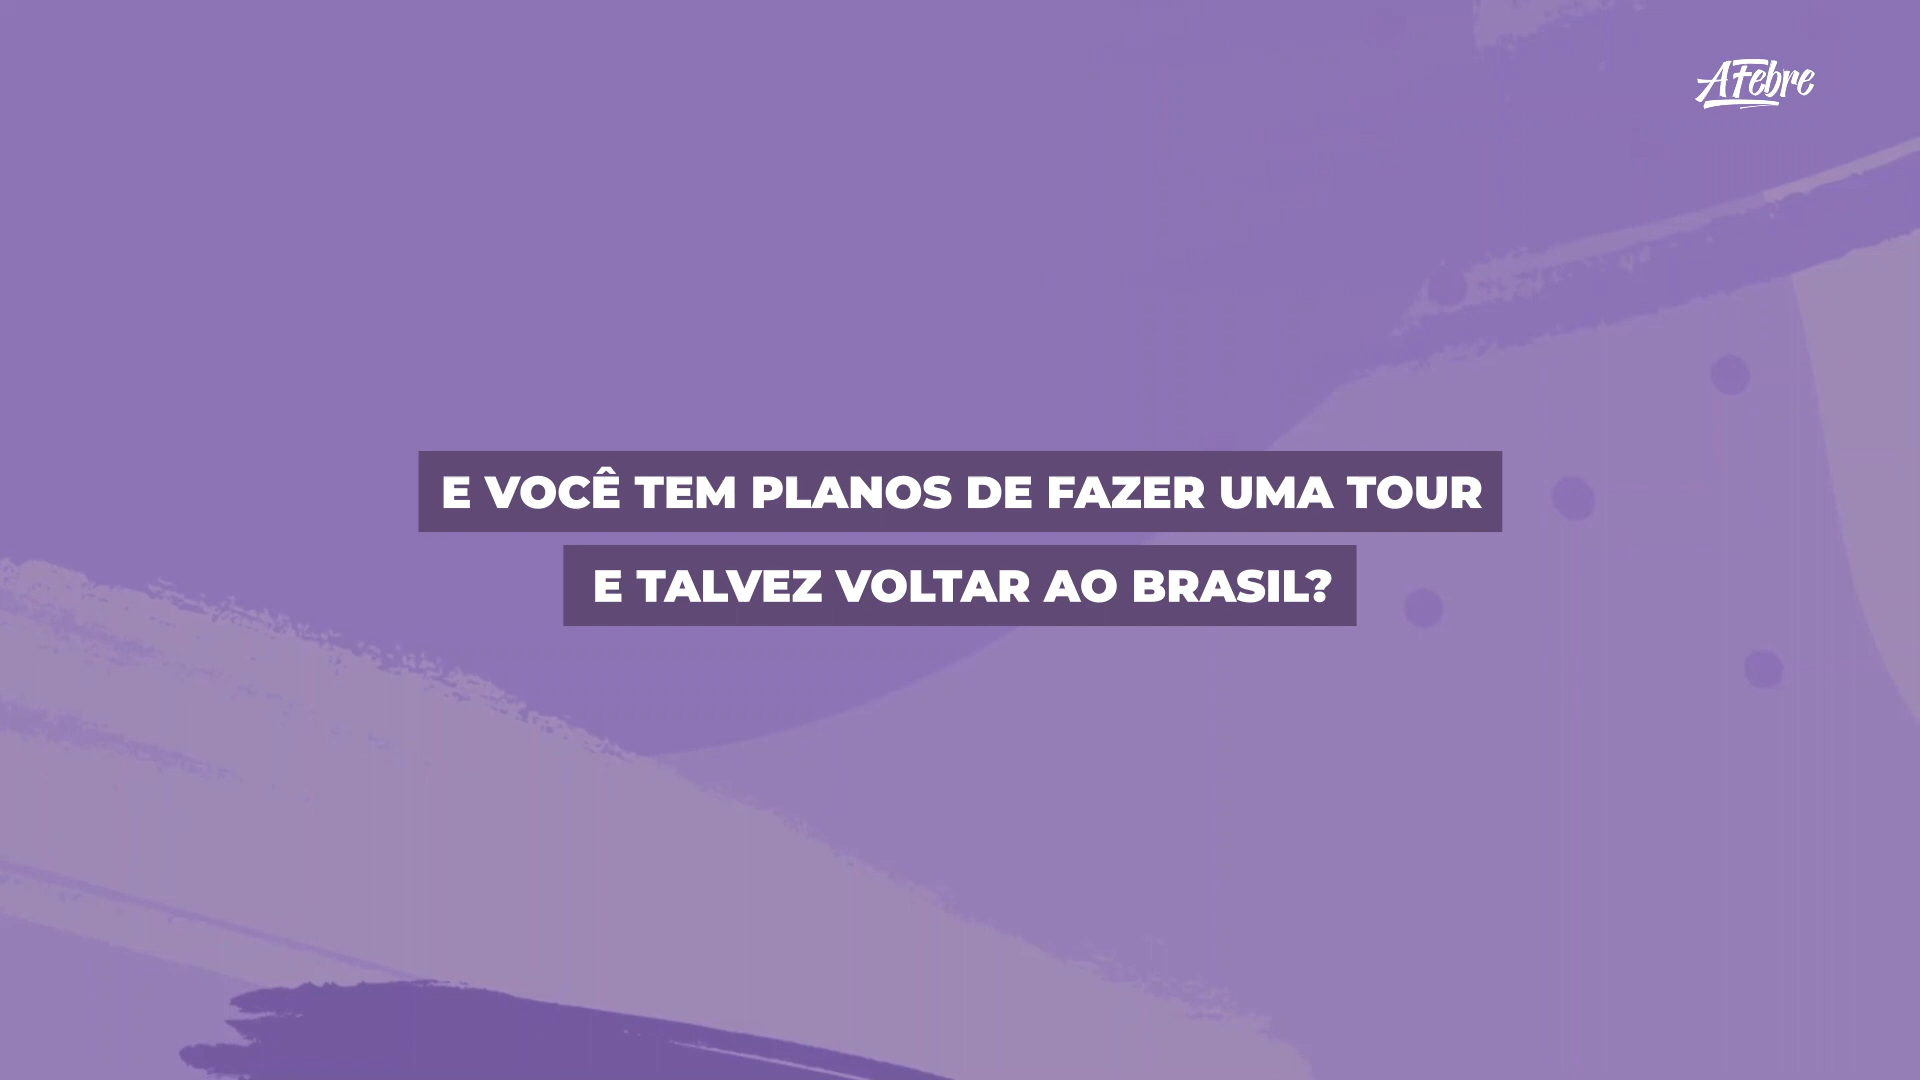 AFebre
E VOCÊ TEM PLANOS DE FAZER UMA TOUR
E TALVEZ VOLTAR AO BRASIL?